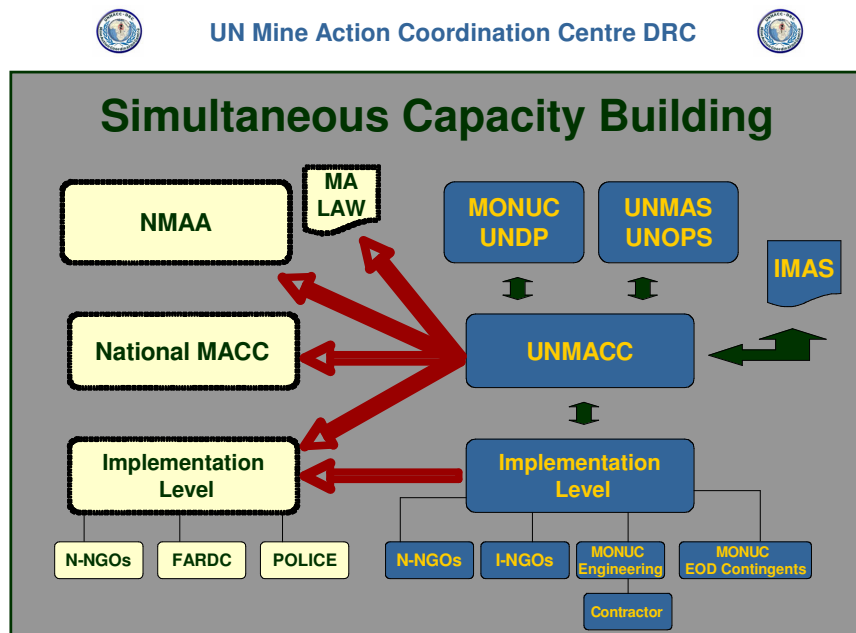 UN Mine Action Coordination Centre DRC
Simultaneous Capacity Building
NMAA
MA
LAW
MONUC
UNDP
UNMAS
UNOPS
IMAS
National MACC
UNMACC
Implementation
Level
Implementation
Level
N-NGOs
FARDC
POLICE
N-NGOs
I-NGOs
MONUC
Engineering
MONUC
EOD Contingents
Contractor